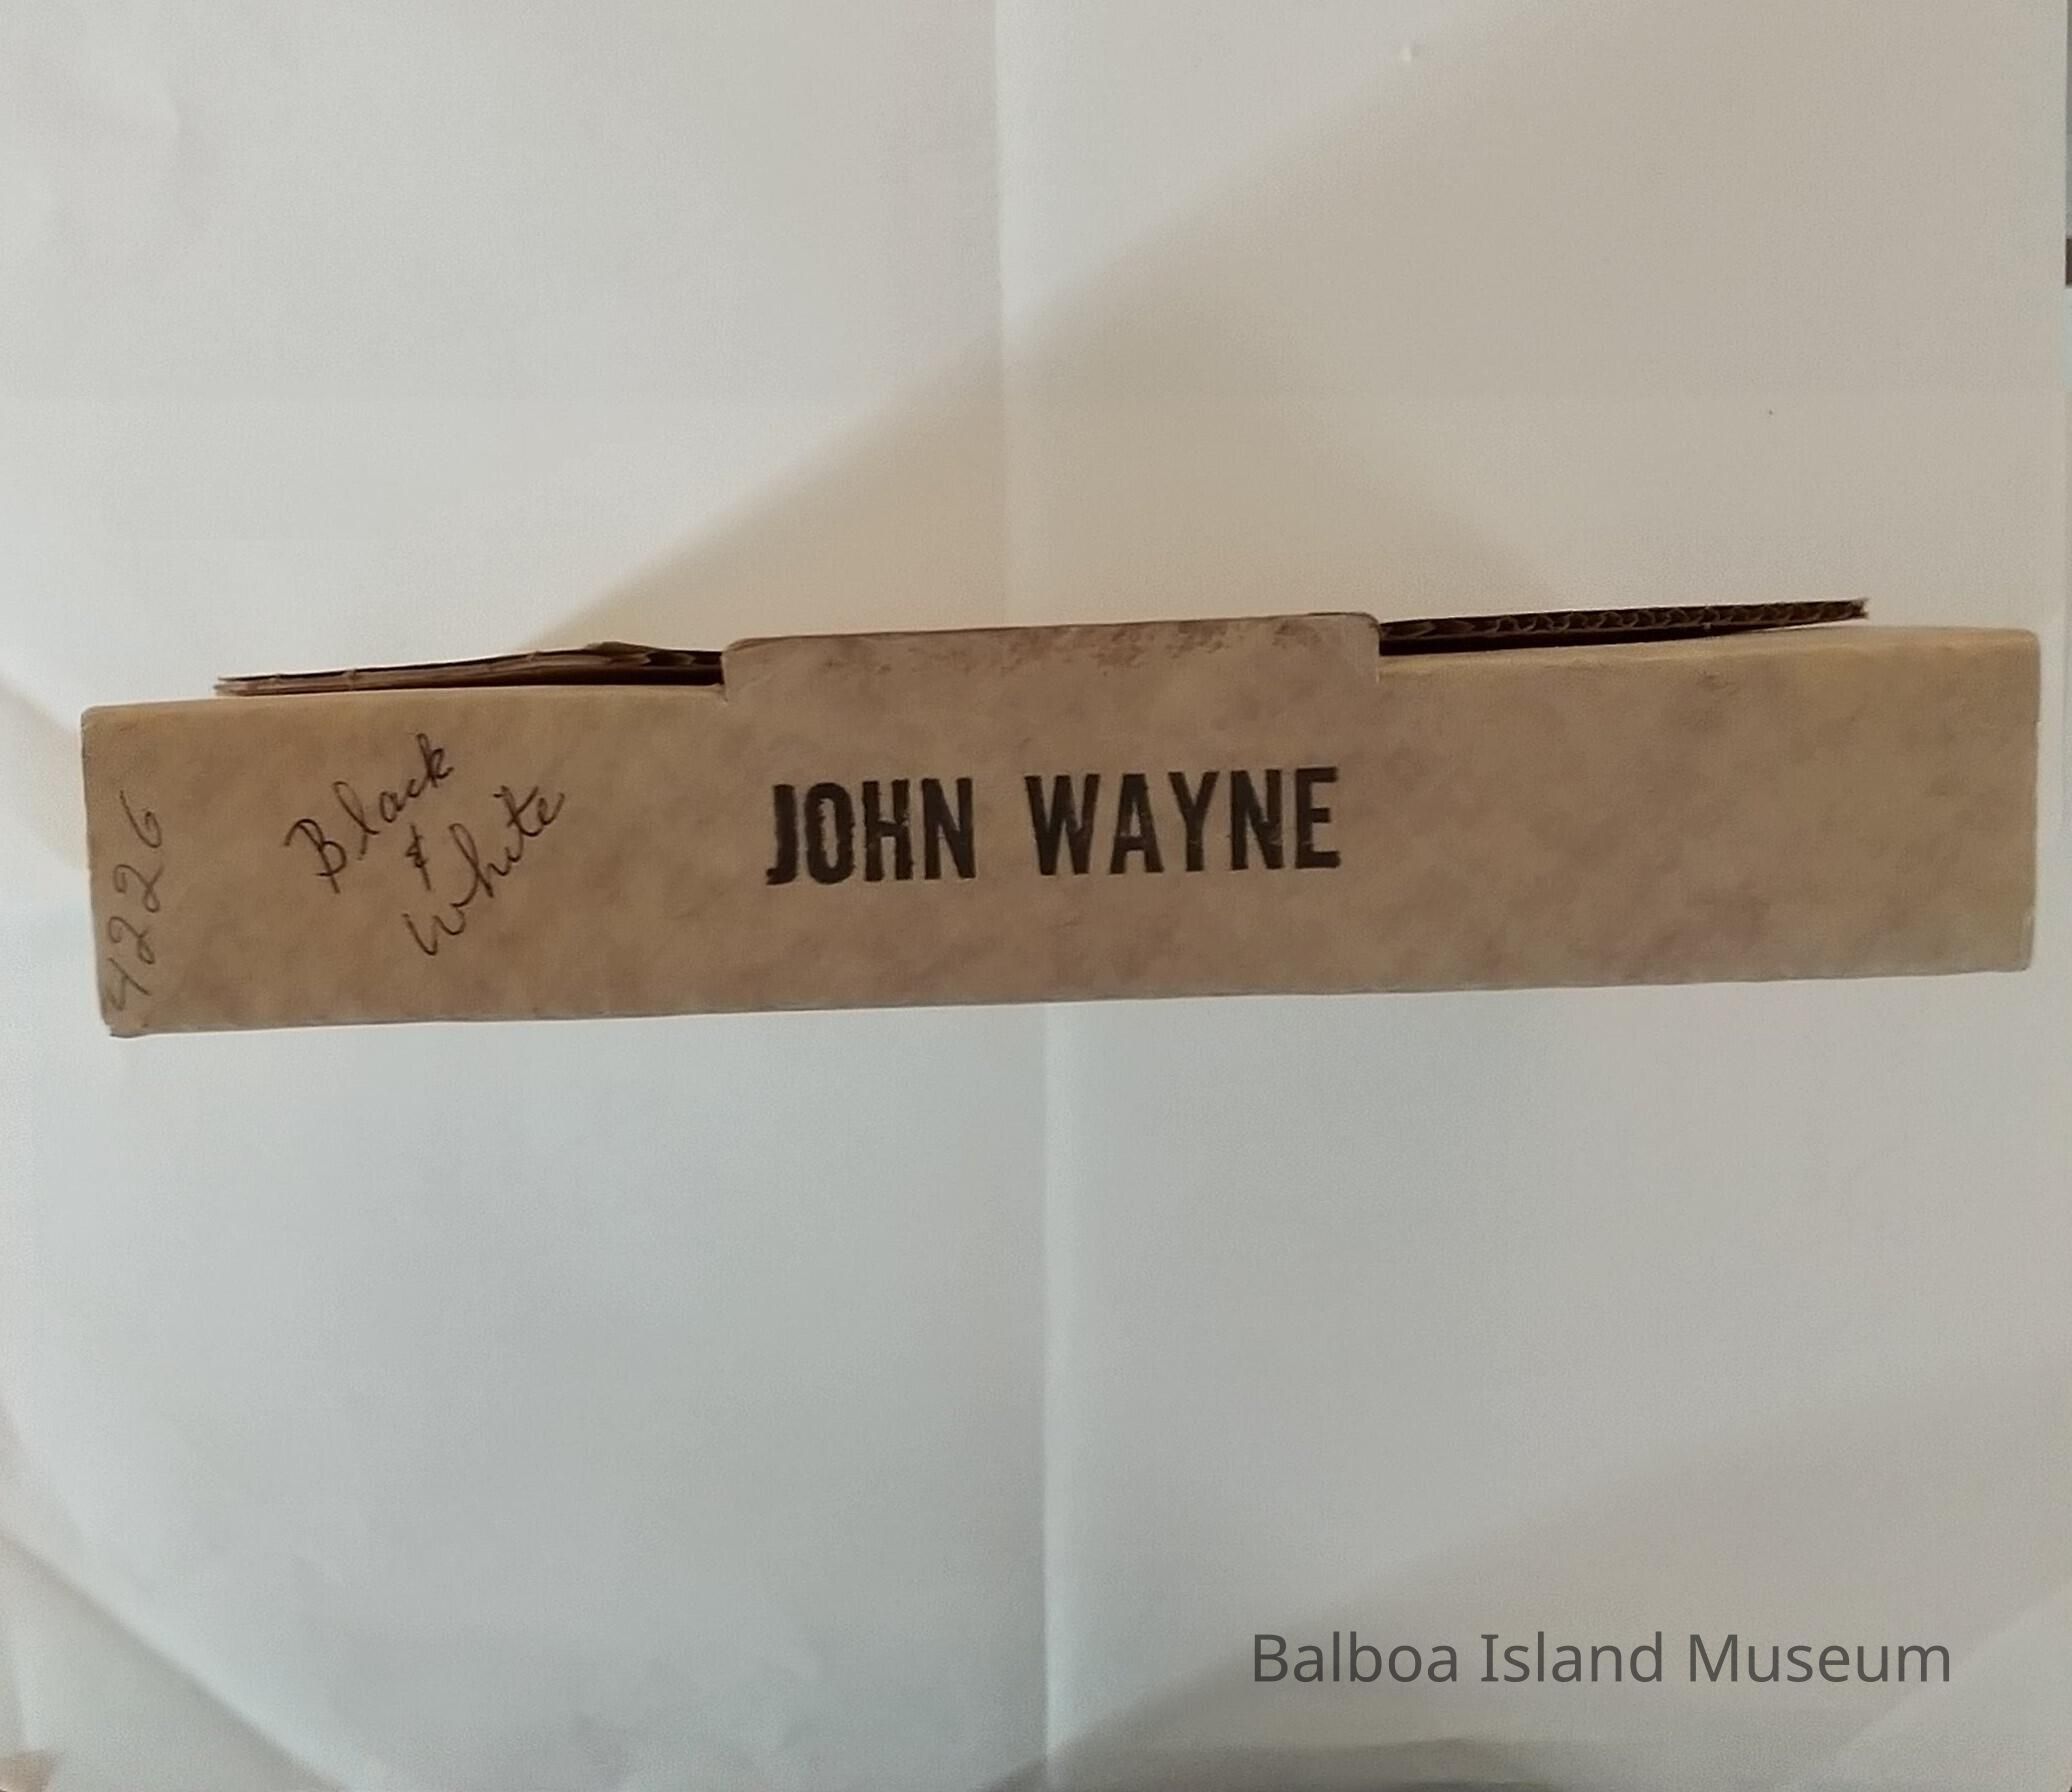 4226
Black
&
White
JOHN WAYNE
Balboa Island Museum